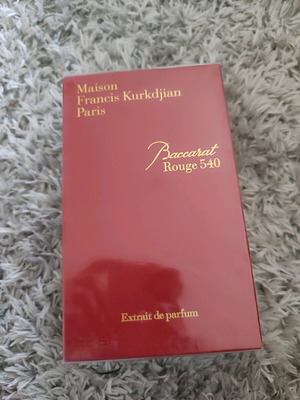 Maison
Francis Kurkdjian
Paris
Baccarat
Rouge 540
Extrait de parfum